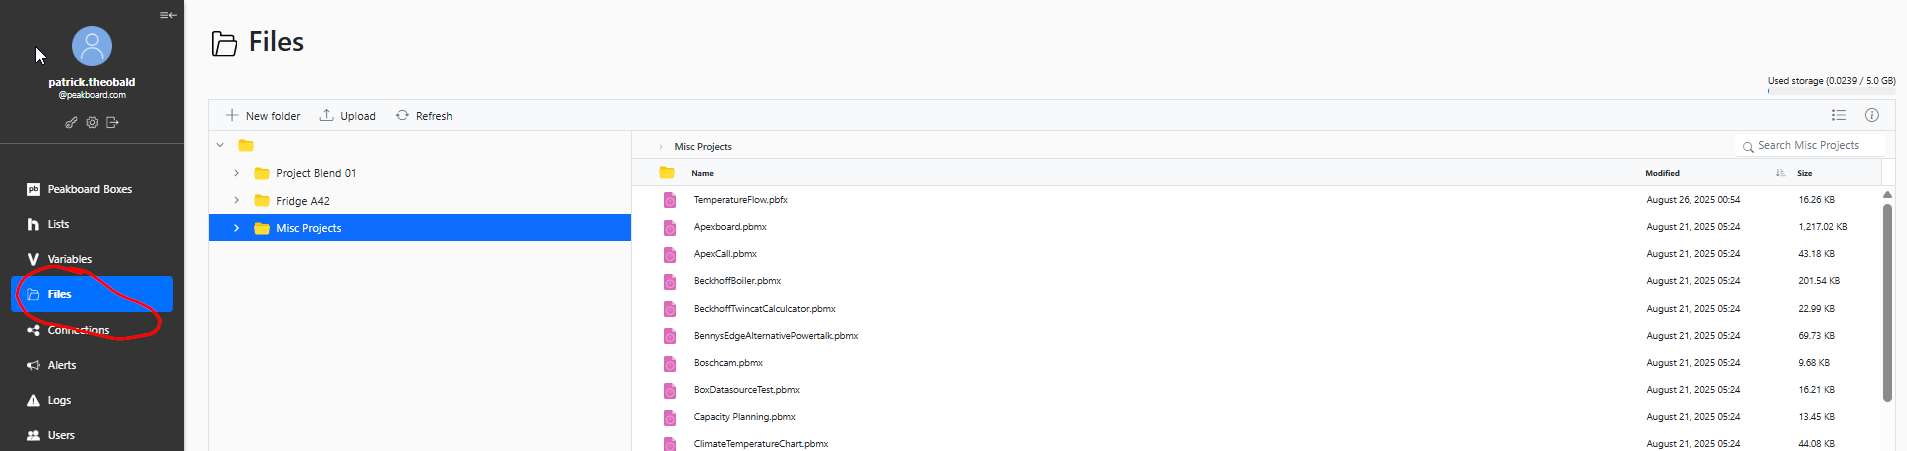 patrick.theobald
@peakboard.com
Peakboard Boxes
Lists
Variables
Files
Connections
Alerts
Logs
Users
Files
Used storage (0.0239 / 5.0 GB)
New folder Upload Refresh
Project Blend 01
Fridge A42
Misc Projects
Misc Projects Search Misc Projects
Name Modified Size
TemperatureFlow.pbfx August 26, 2025 00:54 16.26 KB
Apexboard.pbmx August 21, 2025 05:24 1,217.02 KB
ApexCall.pbmx August 21, 2025 05:24 43.18 KB
BeckhoffBoiler.pbmx August 21, 2025 05:24 201.54 KB
BeckhoffTwincatCalculcator.pbmx August 21, 2025 05:24 22.99 KB
BennysEdgeAlternativePowertalk.pbmx August 21, 2025 05:24 69.73 KB
Boschcam.pbmx August 21, 2025 05:24 9.68 KB
BoxDatasourceTest.pbmx August 21, 2025 05:24 16.21 KB
Capacity Planning.pbmx August 21, 2025 05:24 13.45 KB
ClimateTemperatureChart.pbmx August 21, 2025 05:24 44.08 KB